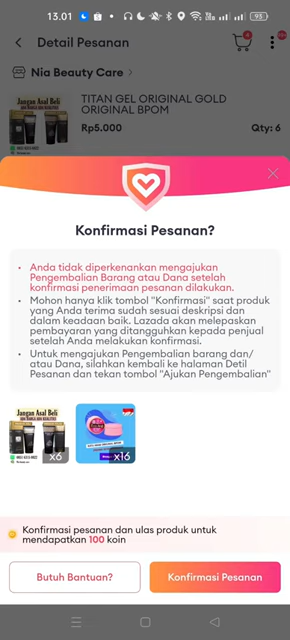 13.01
93
Detail Pesanan
Nia Beauty Care
TITAN GEL ORIGINAL GOLD
ORIGINAL BPOM
Rp5.000
Qty: 6
Konfirmasi Pesanan?
Anda tidak diperkenankan mengajukan
Pengembalian Barang atau Dana setelah
konfirmasi penerimaan pesanan dilakukan.
Mohon hanya klik tombol "Konfirmasi" saat produk
yang Anda terima sudah sesuai deskripsi dan
dalam keadaan baik. Lazada akan melepaskan
pembayaran yang ditangguhkan kepada penjual
setelah Anda melakukan konfirmasi.
Untuk mengajukan Pengembalian barang dan/
atau Dana, silahkan kembali ke halaman Detil
Pesanan dan tekan tombol "Ajukan Pengembalian"
Jangan Asal Beli
x6
x16
Konfirmasi pesanan dan ulas produk untuk
mendapatkan 100 koin
Butuh Bantuan?
Konfirmasi Pesanan